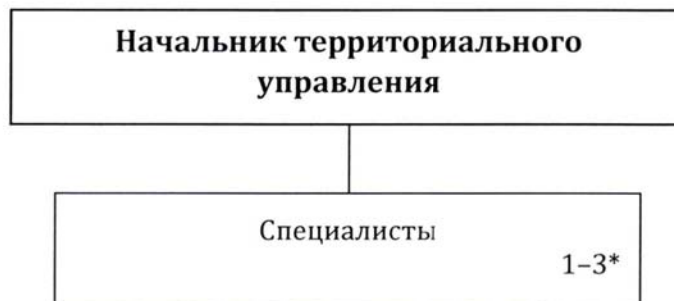 Начальник территориального
управления
Специалисты
1–3*